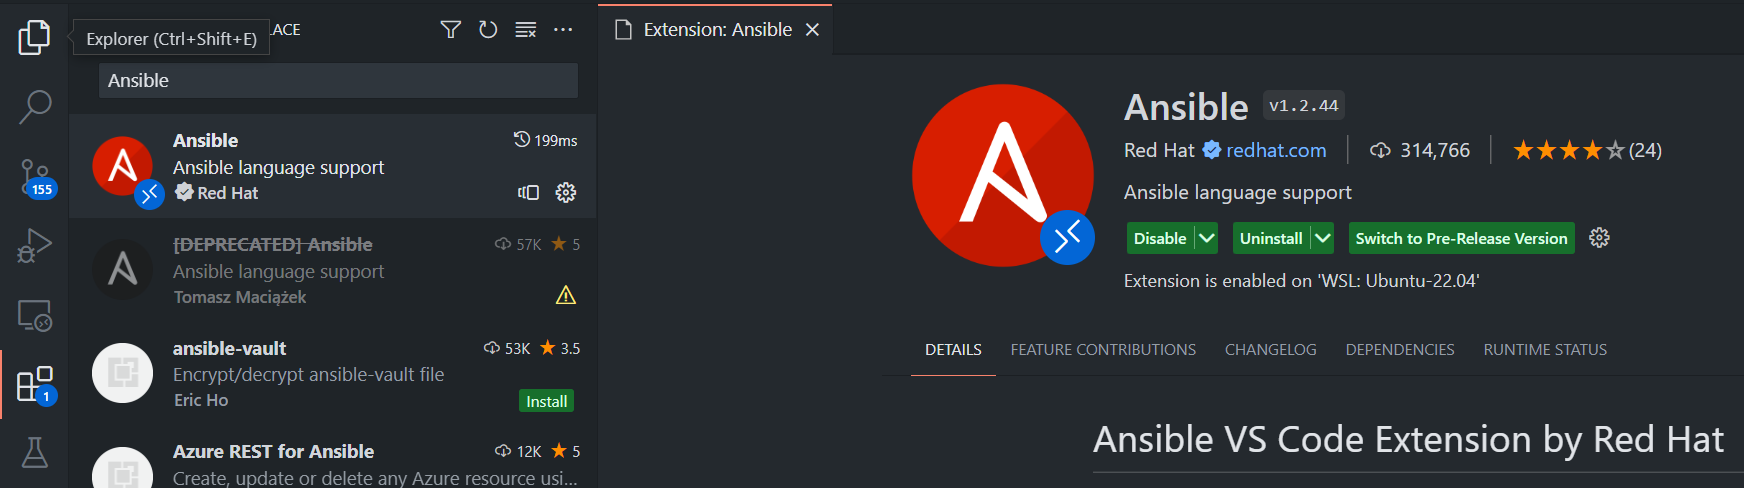 Explorer (Ctrl+Shift+E)
LACE
Ansible
155
1
Ansible
199ms
Ansible language support
Red Hat
[DEPRECATED] Ansible
57K
5
Ansible language support
Tomasz Maciążek
ansible-vault
53K
3.5
Encrypt/decrypt ansible-vault file
Eric Ho
Install
Azure REST for Ansible
12K
5
Create, update or delete any Azure resource usi...
Extension: Ansible
Ansible
v1.2.44
Red Hat
redhat.com
314,766
(24)
Ansible language support
Disable
Uninstall
Switch to Pre-Release Version
Extension is enabled on 'WSL: Ubuntu-22.04'
DETAILS
FEATURE CONTRIBUTIONS
CHANGELOG
DEPENDENCIES
RUNTIME STATUS
Ansible VS Code Extension by Red Hat